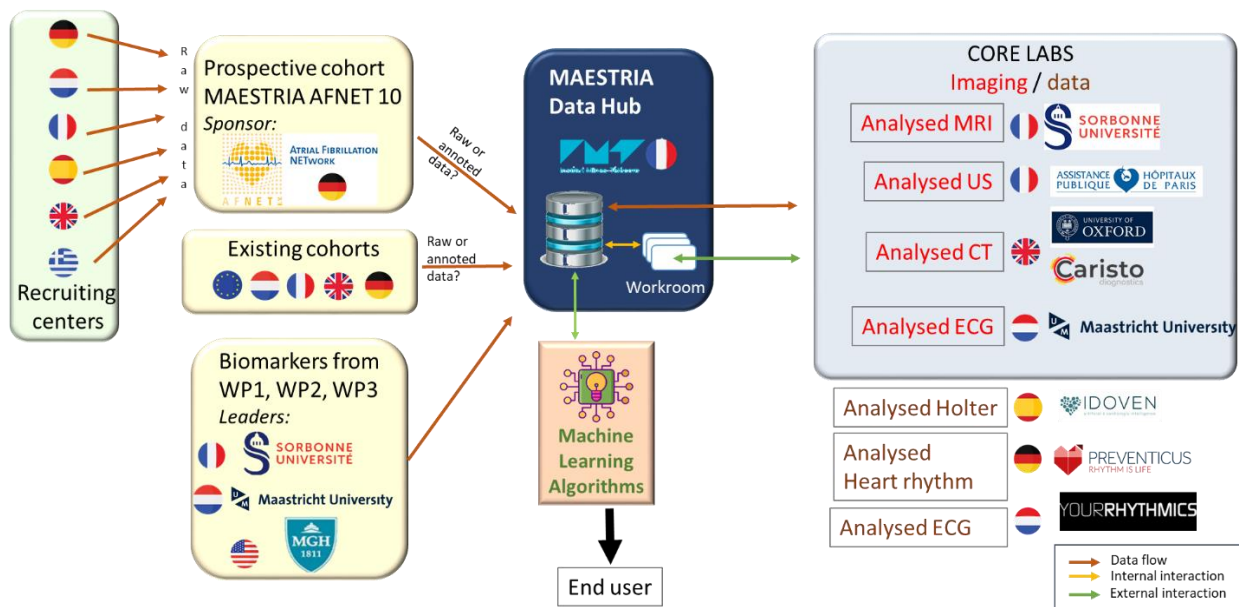 Recruiting
centers
Raw data
Prospective cohort
MAESTRIA AFNET 10
Sponsor:
ATRIAL FIBRILLATION
NETWORK
AFNET
Existing cohorts
Biomarkers from
WP1, WP2, WP3
Leaders:
SORBONNE
UNIVERSITÉ
UM
Maastricht University
MGH
1811
Raw or
annoted
data?
Raw or
annoted
data?
MAESTRIA
Data Hub
Workroom
Machine
Learning
Algorithms
End user
CORE LABS
Imaging / data
Analysed MRI
SORBONNE
UNIVERSITÉ
Analysed US
ASSISTANCE
PUBLIQUE
HÔPITAUX
DE PARIS
Analysed CT
UNIVERSITY OF
OXFORD
Caristo
diagnostics
Analysed ECG
UM
Maastricht University
Analysed Holter
IDOVEN
Analysed
Heart rhythm
PREVENTICUS
RHYTHM IS LIFE
Analysed ECG
YOURRHYTHMICS
Data flow
Internal interaction
External interaction